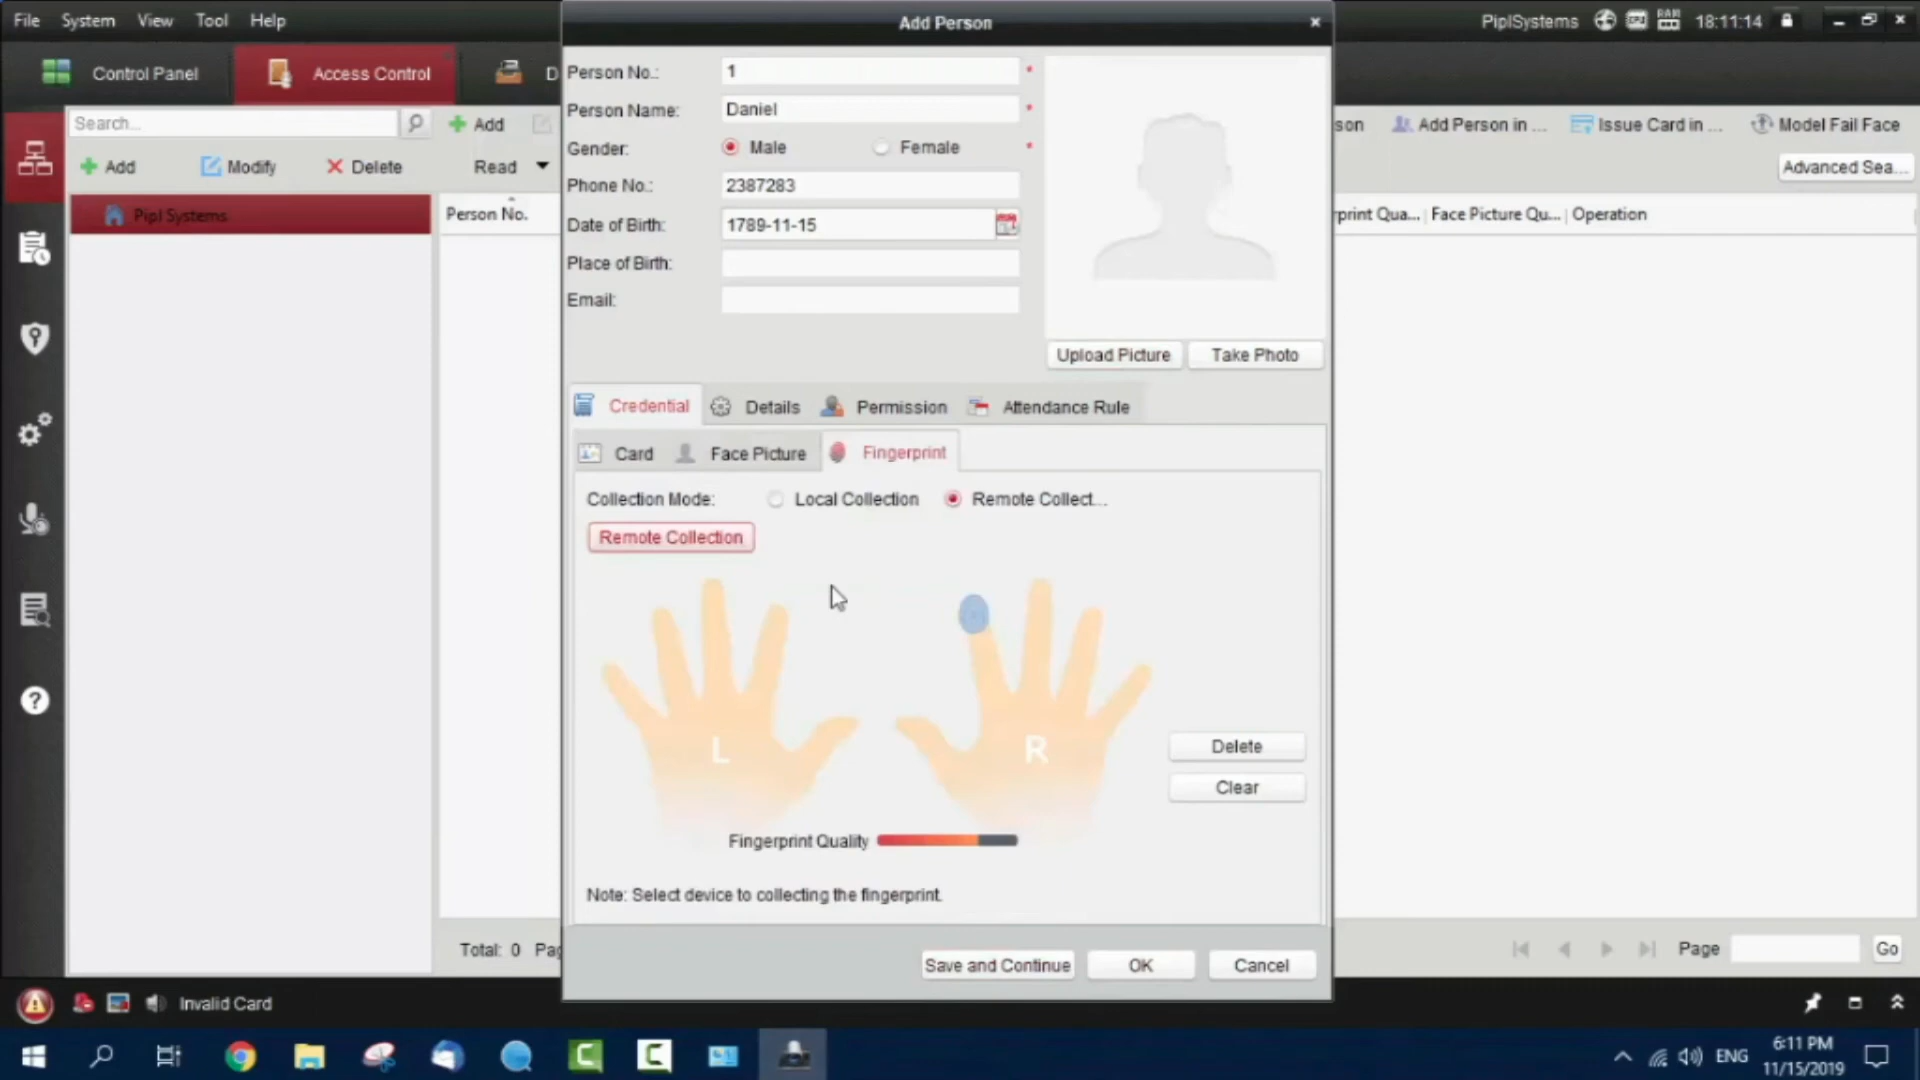 File System View Tool Help
Add Person
PiplSystems 18:11:14
Control Panel
Access Control
D
Search...
Add
Add Modify Delete
Read
Pipl Systems
Person No.
Person No.: 1 *
Person Name: Daniel *
Gender: Male Female *
Phone No.: 2387283
Date of Birth: 1789-11-15
Place of Birth:
Email:
Upload Picture Take Photo
son Add Person in ... Issue Card in ... Model Fail Face
Advanced Sea...
rprint Qua... Face Picture Qu... Operation
Credential Details Permission Attendance Rule
Card Face Picture Fingerprint
Collection Mode: Local Collection Remote Collect...
Remote Collection
L R
Delete
Clear
Fingerprint Quality
Note: Select device to collecting the fingerprint.
Total: 0 Pag
Save and Continue OK Cancel
Page Go
Invalid Card
ENG
6:11 PM
11/15/2019